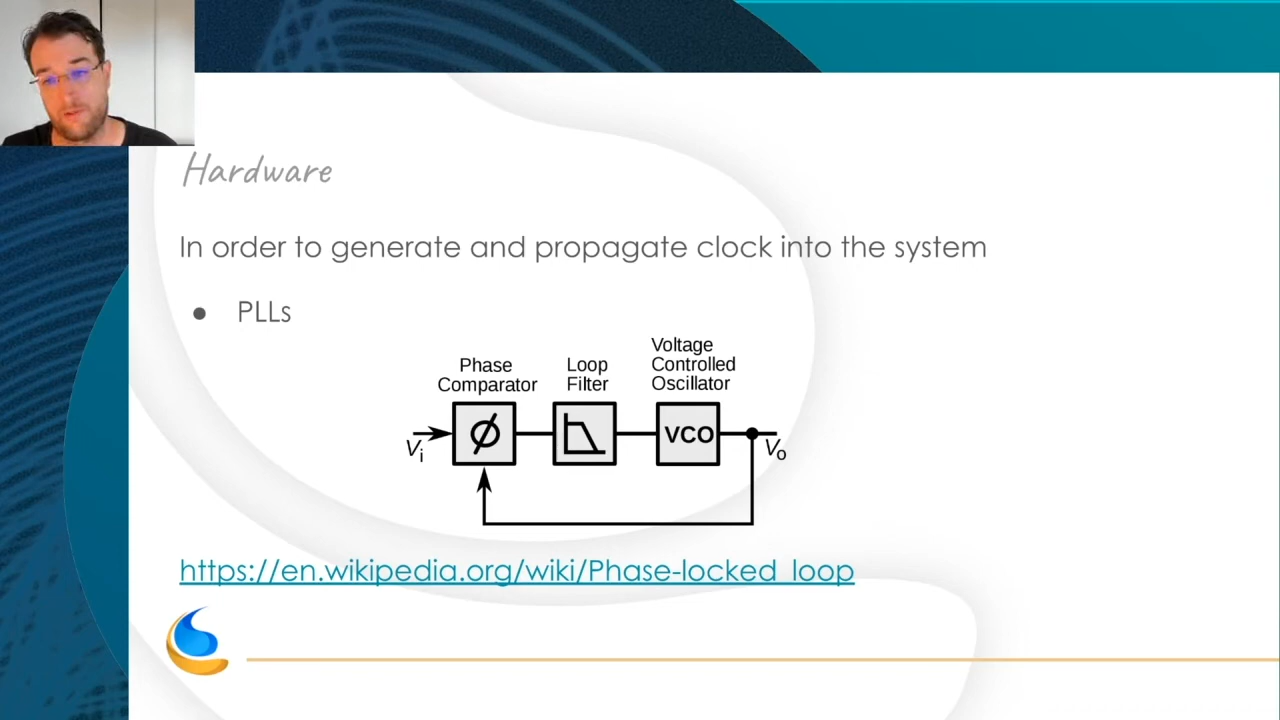 Hardware
In order to generate and propagate clock into the system
● PLLs
Phase
Comparator
Loop
Filter
Voltage
Controlled
Oscillator
Vi
ϕ
VCO
Vo
https://en.wikipedia.org/wiki/Phase-locked_loop